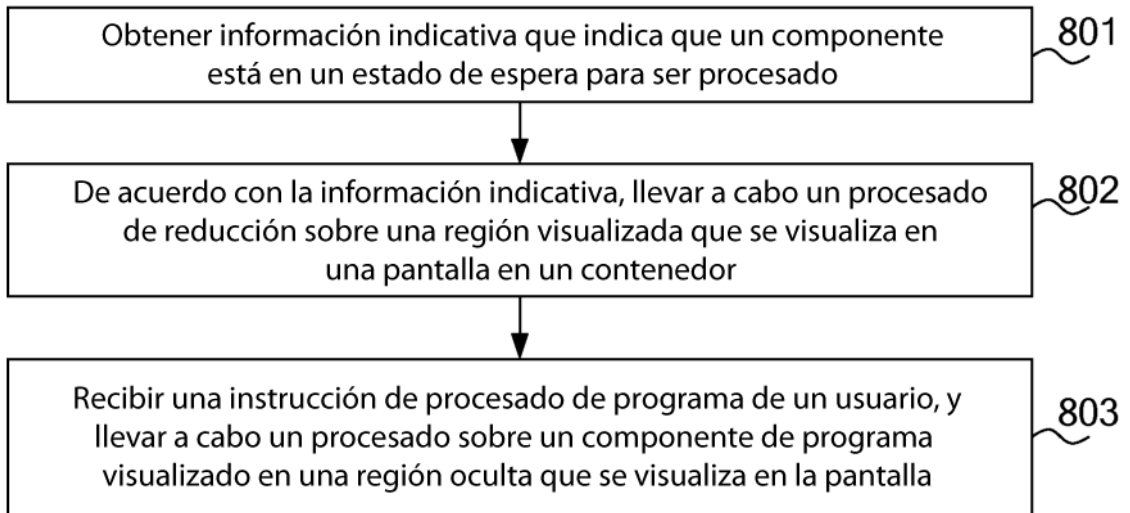 Obtener información indicativa que indica que un componente
está en un estado de espera para ser procesado
801
De acuerdo con la información indicativa, llevar a cabo un procesado
de reducción sobre una región visualizada que se visualiza en
una pantalla en un contenedor
802
Recibir una instrucción de procesado de programa de un usuario, y
llevar a cabo un procesado sobre un componente de programa
visualizado en una región oculta que se visualiza en la pantalla
803